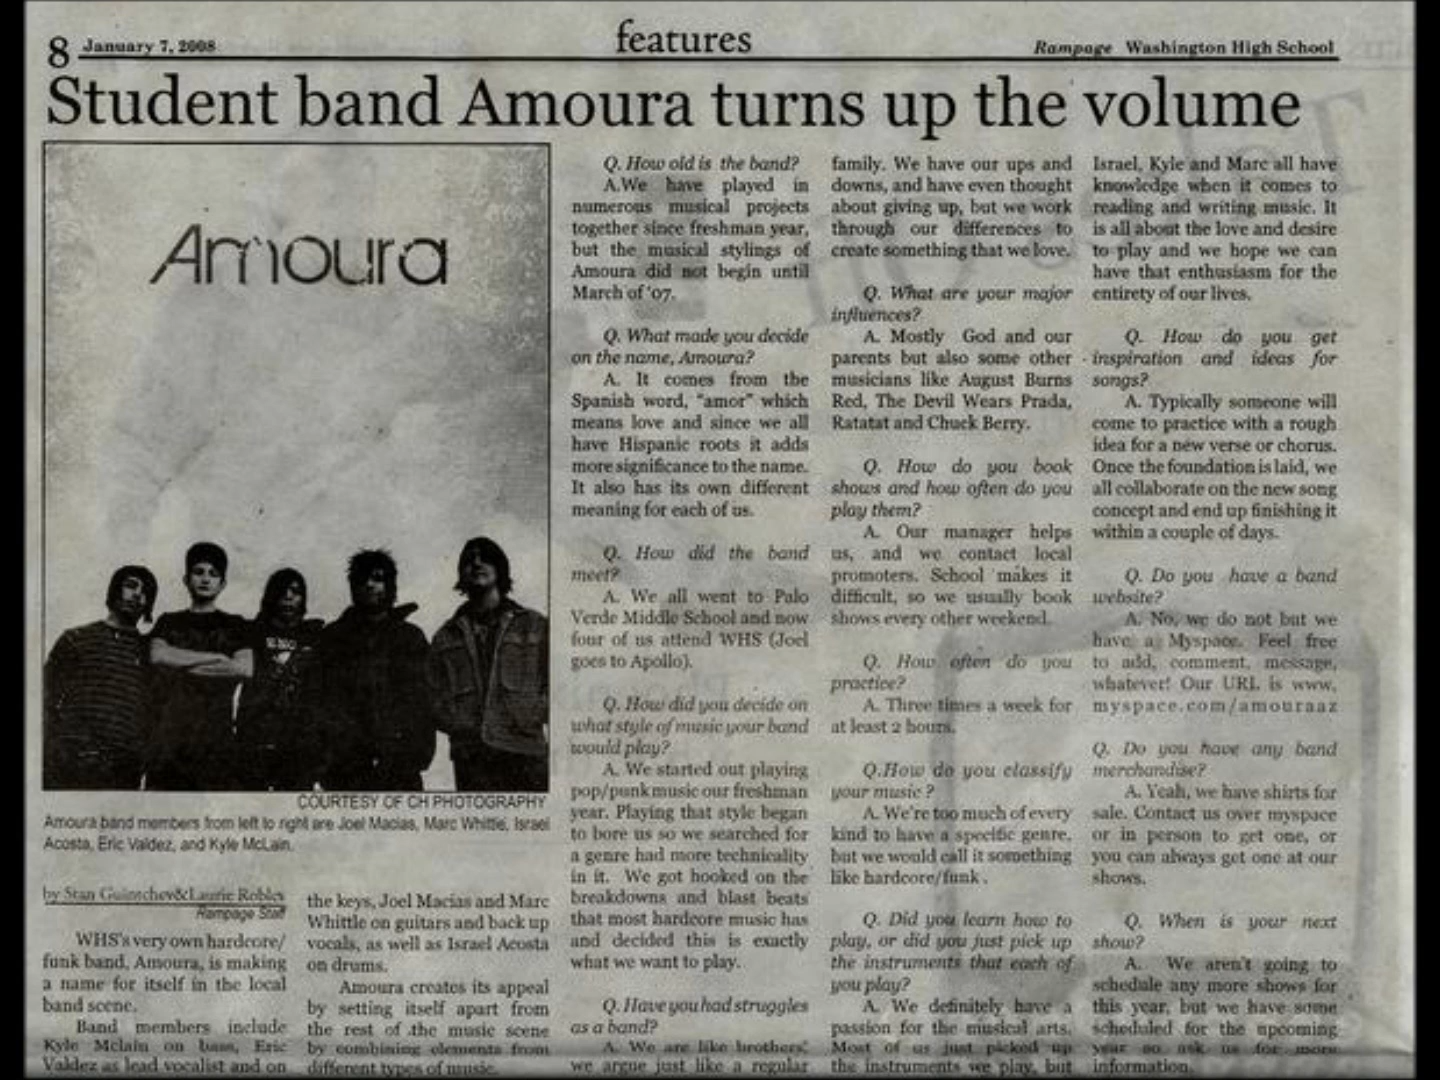 8 January 7, 2008
features
Rampage Washington High School
Student band Amoura turns up the volume
Amoura
COURTESY OF CH PHOTOGRAPHY
Amoura band members from left to right are Joel Macias, Marc Whittle, Israel
Acosta, Eric Valdez, and Kyle McLain.
by Stan Guintchev&Laurie Robles
Rampage Staff
WHS's very own hardcore/
funk band, Amoura, is making
a name for itself in the local
band scene.
Band members include
Kyle Mclain on bass, Eric
Valdez as lead vocalist and on
the keys, Joel Macias and Marc
Whittle on guitars and back up
vocals, as well as Israel Acosta
on drums.
Amoura creates its appeal
by setting itself apart from
the rest of the music scene
by combining elements from
different types of music.
Q. How old is the band?
A.We have played in
numerous musical projects
together since freshman year,
but the musical stylings of
Amoura did not begin until
March of '07.
Q. What made you decide
on the name, Amoura?
A. It comes from the
Spanish word, "amor" which
means love and since we all
have Hispanic roots it adds
more significance to the name.
It also has its own different
meaning for each of us.
Q. How did the band
meet?
A. We all went to Palo
Verde Middle School and now
four of us attend WHS (Joel
goes to Apollo).
Q. How did you decide on
what style of music your band
would play?
A. We started out playing
pop/punk music our freshman
year. Playing that style began
to bore us so we searched for
a genre had more technicality
in it. We got hooked on the
breakdowns and blast beats
that most hardcore music has
and decided this is exactly
what we want to play.
Q. Have you had struggles
as a band?
A. We are like brothers;
we argue just like a regular
family. We have our ups and
downs, and have even thought
about giving up, but we work
through our differences to
create something that we love.
Q. What are your major
influences?
A. Mostly God and our
parents but also some other
musicians like August Burns
Red, The Devil Wears Prada,
Ratatat and Chuck Berry.
Q. How do you book
shows and how often do you
play them?
A. Our manager helps
us, and we contact local
promoters. School makes it
difficult, so we usually book
shows every other weekend.
Q. How often do you
practice?
A. Three times a week for
at least 2 hours.
Q.How do you classify
your music ?
A. We're too much of every
kind to have a specific genre,
but we would call it something
like hardcore/funk .
Q. Did you learn how to
play, or did you just pick up
the instruments that each of
you play?
A. We definitely have a
passion for the musical arts.
Most of us just picked up
the instruments we play, but
Israel, Kyle and Marc all have
knowledge when it comes to
reading and writing music. It
is all about the love and desire
to play and we hope we can
have that enthusiasm for the
entirety of our lives.
Q. How do you get
inspiration and ideas for
songs?
A. Typically someone will
come to practice with a rough
idea for a new verse or chorus.
Once the foundation is laid, we
all collaborate on the new song
concept and end up finishing it
within a couple of days.
Q. Do you have a band
website?
A. No, we do not but we
have a Myspace. Feel free
to add, comment, message,
whatever! Our URL is www.
myspace.com/amouraaz
Q. Do you have any band
merchandise?
A. Yeah, we have shirts for
sale. Contact us over myspace
or in person to get one, or
you can always get one at our
shows.
Q. When is your next
show?
A. We aren't going to
schedule any more shows for
this year, but we have some
scheduled for the upcoming
year so ask us for more
information.